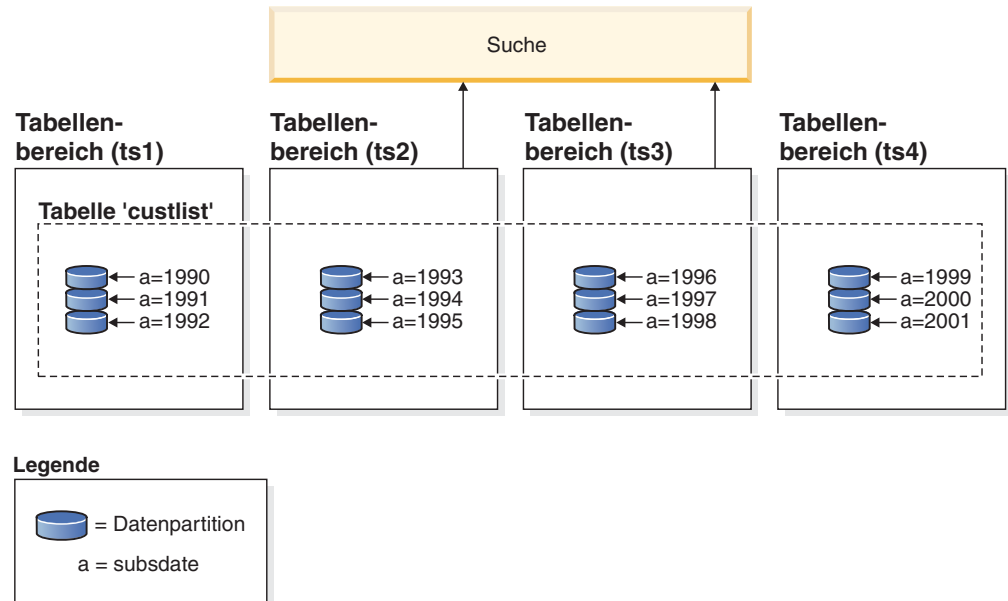 Suche
Tabellen-
bereich (ts1)
Tabellen-
bereich (ts2)
Tabellen-
bereich (ts3)
Tabellen-
bereich (ts4)
Tabelle 'custlist'
a=1990
a=1991
a=1992
a=1993
a=1994
a=1995
a=1996
a=1997
a=1998
a=1999
a=2000
a=2001
Legende
= Datenpartition
a = subsdate